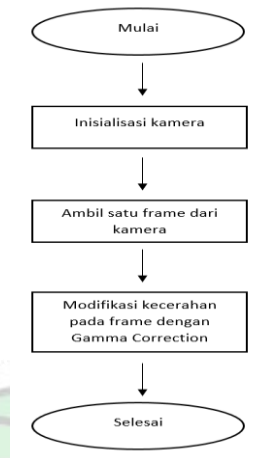 Mulai
Inisialisasi kamera
Ambil satu frame dari
kamera
Modifikasi kecerahan
pada frame dengan
Gamma Correction
Selesai